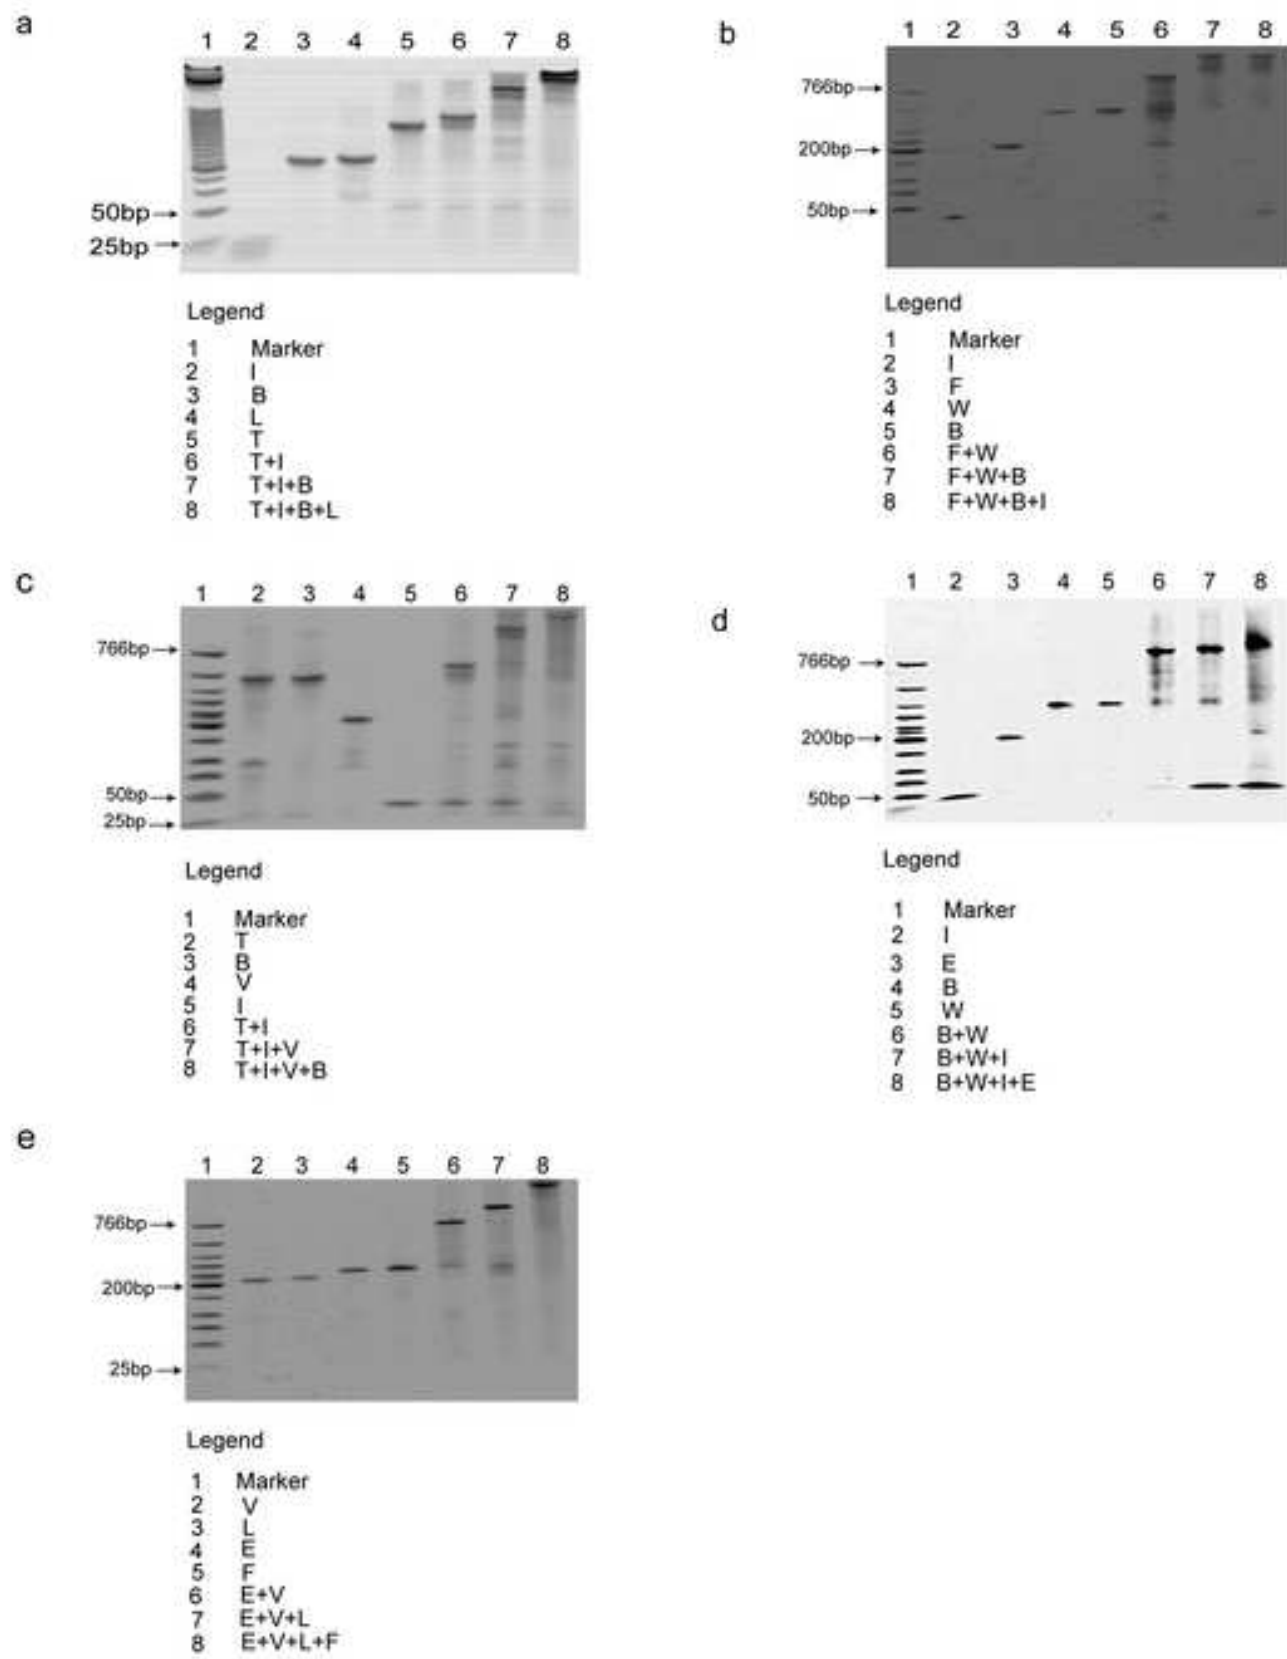 a
1 2 3 4 5 6 7 8
50bp
25bp
Legend
1 Marker
2 I
3 B
4 L
5 T
6 T+I
7 T+I+B
8 T+I+B+L
b
1 2 3 4 5 6 7 8
766bp
200bp
50bp
Legend
1 Marker
2 I
3 F
4 W
5 B
6 F+W
7 F+W+B
8 F+W+B+I
c
1 2 3 4 5 6 7 8
766bp
50bp
25bp
Legend
1 Marker
2 T
3 B
4 V
5 I
6 T+I
7 T+I+V
8 T+I+V+B
d
1 2 3 4 5 6 7 8
766bp
200bp
50bp
Legend
1 Marker
2 I
3 E
4 B
5 W
6 B+W
7 B+W+I
8 B+W+I+E
e
1 2 3 4 5 6 7 8
766bp
200bp
25bp
Legend
1 Marker
2 V
3 L
4 E
5 F
6 E+V
7 E+V+L
8 E+V+L+F